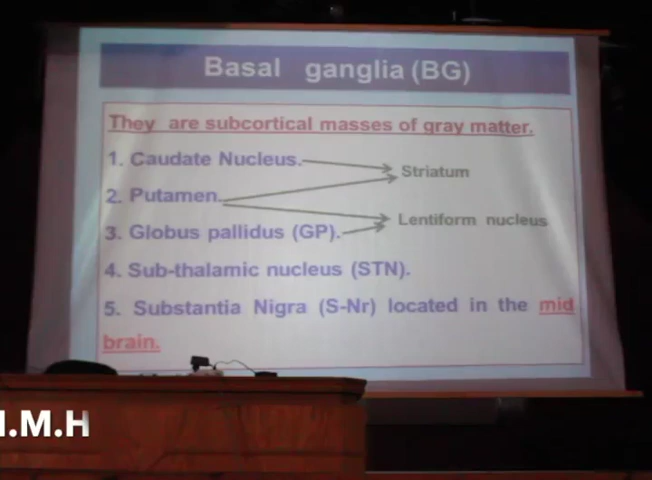 Basal ganglia (BG)
They are subcortical masses of gray matter.
1. Caudate Nucleus.
Striatum
2. Putamen.
Lentiform nucleus
3. Globus pallidus (GP).
4. Sub-thalamic nucleus (STN).
5. Substantia Nigra (S-Nr) located in the mid
brain.
.M.H